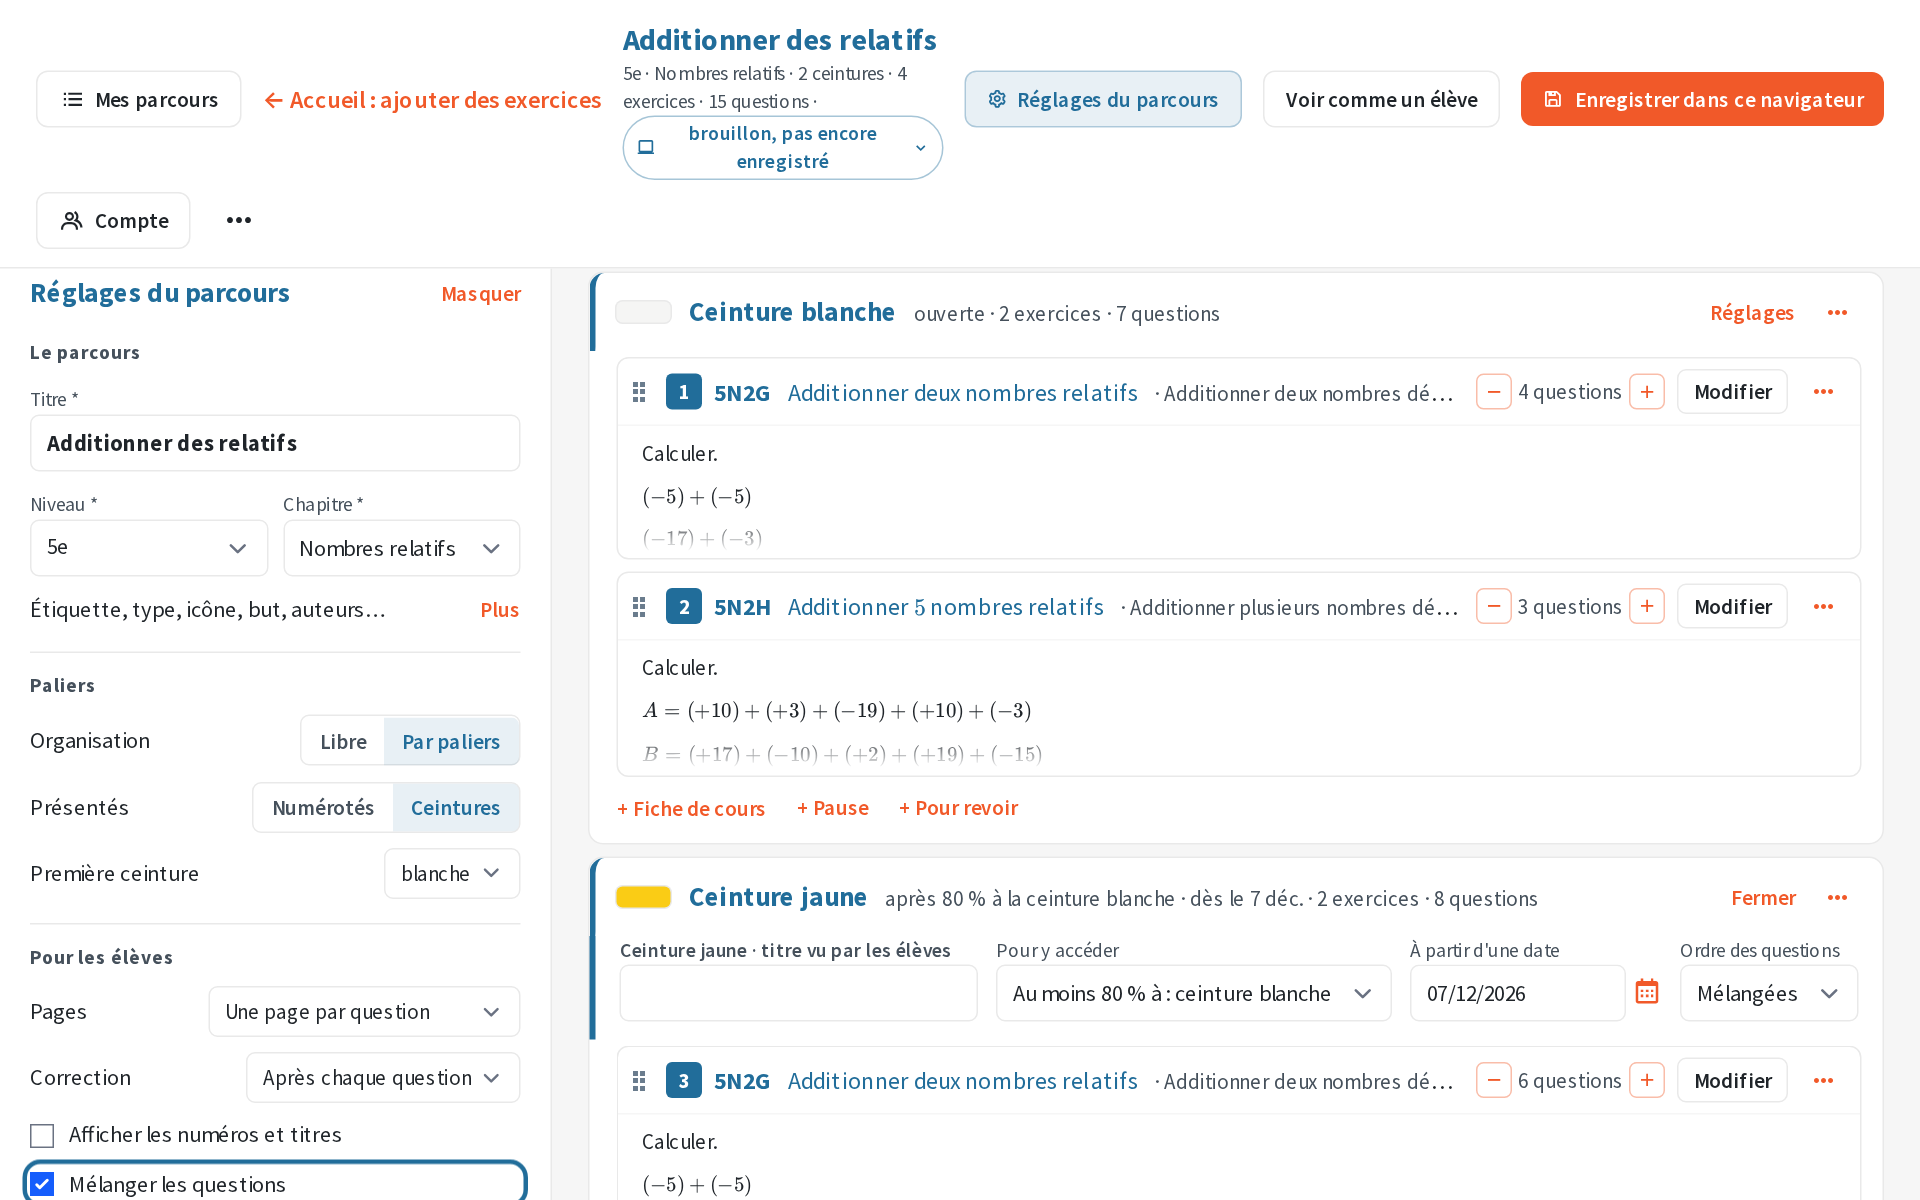 Mes parcours
← Accueil : ajouter des exercices
Additionner des relatifs
5e · Nombres relatifs · 2 ceintures · 4
exercices · 15 questions ·
brouillon, pas encore
enregistré
Réglages du parcours
Voir comme un élève
Enregistrer dans ce navigateur
Compte
Réglages du parcours
Masquer
Le parcours
Titre *
Additionner des relatifs
Niveau *
Chapitre *
5e
Nombres relatifs
Étiquette, type, icône, but, auteurs…
Plus
Paliers
Organisation
Libre
Par paliers
Présentés
Numérotés
Ceintures
Première ceinture
blanche
Pour les élèves
Pages
Une page par question
Correction
Après chaque question
Afficher les numéros et titres
Mélanger les questions
Ceinture blanche
ouverte · 2 exercices · 7 questions
Réglages
1 5N2G Additionner deux nombres relatifs · Additionner deux nombres dé…
− 4 questions +
Modifier
Calculer.
(−5) + (−5)
(−17) + (−3)
2 5N2H Additionner 5 nombres relatifs · Additionner plusieurs nombres dé…
− 3 questions +
Modifier
Calculer.
A = (+10) + (+3) + (−19) + (+10) + (−3)
B = (+17) + (−10) + (+2) + (+19) + (−15)
+ Fiche de cours
+ Pause
+ Pour revoir
Ceinture jaune
après 80 % à la ceinture blanche · dès le 7 déc. · 2 exercices · 8 questions
Fermer
Ceinture jaune · titre vu par les élèves
Pour y accéder
Au moins 80 % à : ceinture blanche
À partir d'une date
07/12/2026
Ordre des questions
Mélangées
3 5N2G Additionner deux nombres relatifs · Additionner deux nombres dé…
− 6 questions +
Modifier
Calculer.
(−5) + (−5)